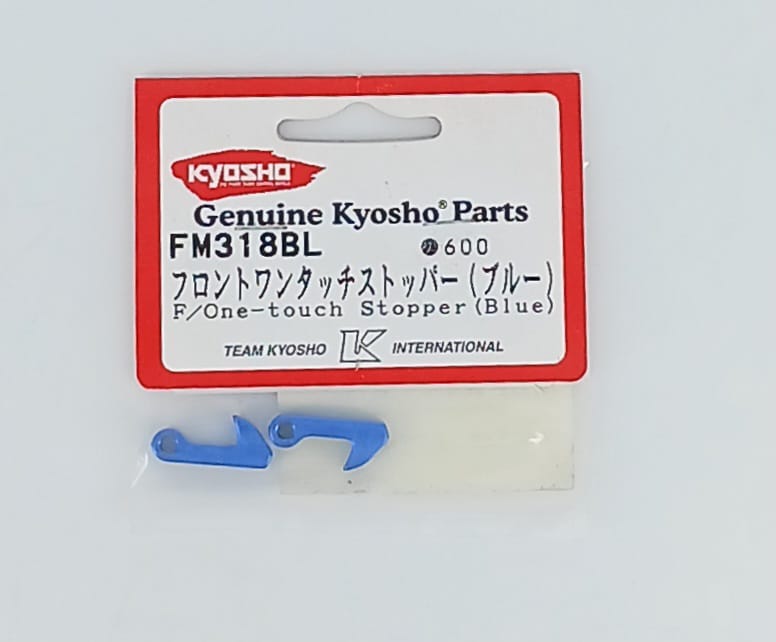 KYOSHO
Genuine Kyosho® Parts
FM318BL
600
フロントワンタッチストッパー(ブルー)
F/One-touch Stopper(Blue)
TEAM KYOSHO K INTERNATIONAL